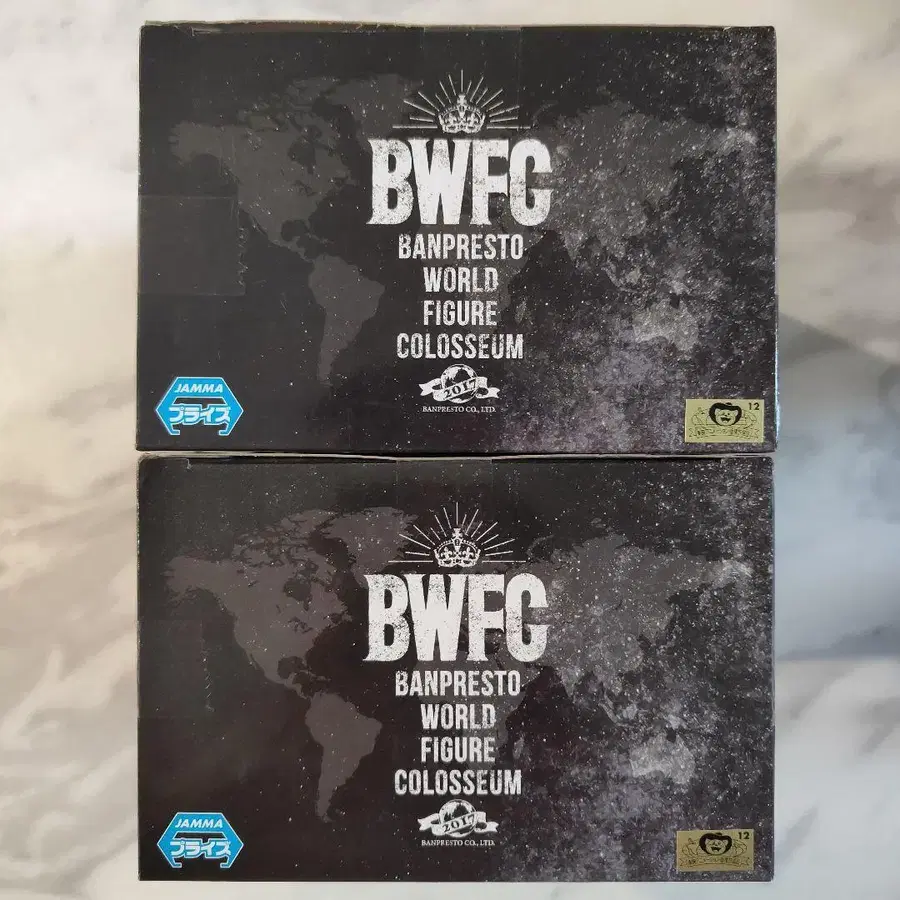 BWFC
BANPRESTO
WORLD
FIGURE
COLOSSEUM
2017
BANPRESTO CO., LTD.
JAMMA
プライズ
12
BWFC
BANPRESTO
WORLD
FIGURE
COLOSSEUM
2017
BANPRESTO CO., LTD.
JAMMA
プライズ
12